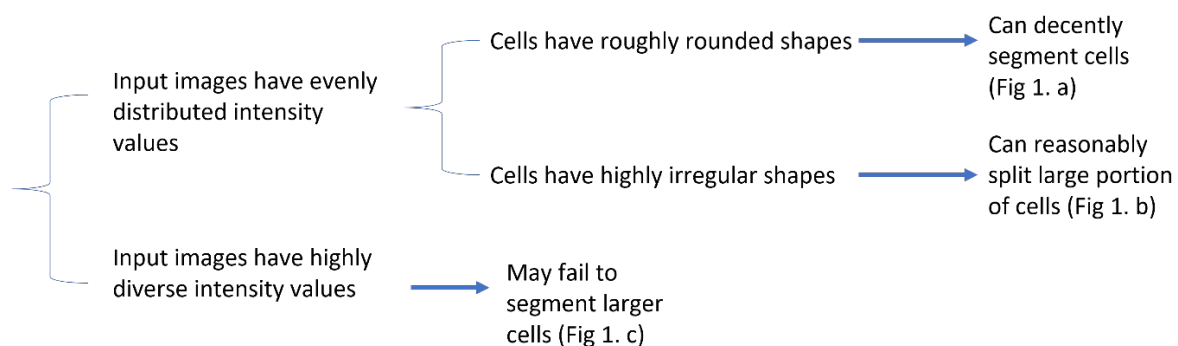 Input images have evenly
distributed intensity
values
Cells have roughly rounded shapes
Can decently
segment cells
(Fig 1. a)
Cells have highly irregular shapes
Can reasonably
split large portion
of cells (Fig 1. b)
Input images have highly
diverse intensity values
May fail to
segment larger
cells (Fig 1. c)